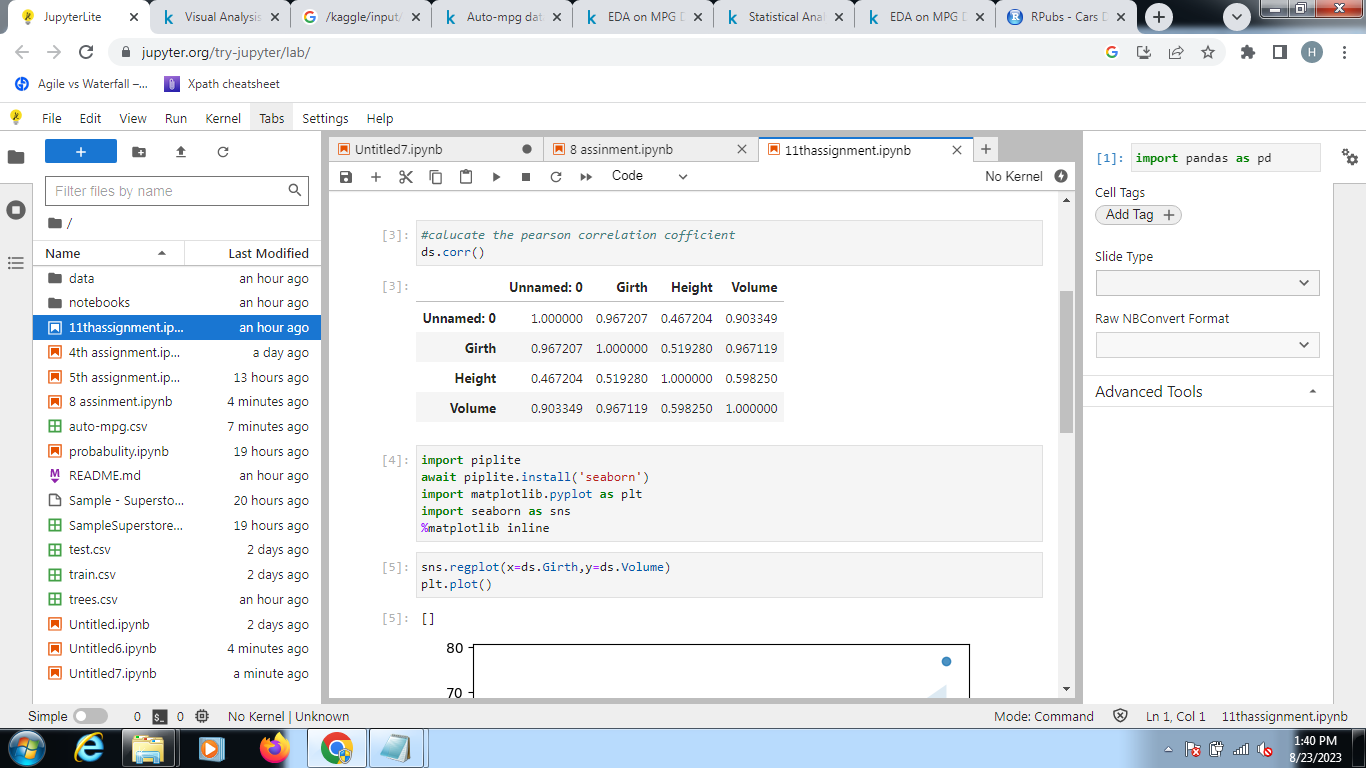 JupyterLite
Visual Analysis
/kaggle/input/
Auto-mpg dat
EDA on MPG D
Statistical Anal
EDA on MPG D
RPubs - Cars D
jupyter.org/try-jupyter/lab/
H
Agile vs Waterfall –...
Xpath cheatsheet
File Edit View Run Kernel Tabs Settings Help
Filter files by name
/
Name Last Modified
data an hour ago
notebooks an hour ago
11thassignment.ip... an hour ago
4th assignment.ip... a day ago
5th assignment.ip... 13 hours ago
8 assinment.ipynb 4 minutes ago
auto-mpg.csv 7 minutes ago
probabulity.ipynb 19 hours ago
README.md an hour ago
Sample - Supersto... 20 hours ago
SampleSuperstore... 19 hours ago
test.csv 2 days ago
train.csv 2 days ago
trees.csv an hour ago
Untitled.ipynb 2 days ago
Untitled6.ipynb 4 minutes ago
Untitled7.ipynb a minute ago
Untitled7.ipynb
8 assinment.ipynb
11thassignment.ipynb
Code
No Kernel
[3]: #calucate the pearson correlation cofficient
ds.corr()
[3]: Unnamed: 0 Girth Height Volume
Unnamed: 0 1.000000 0.967207 0.467204 0.903349
Girth 0.967207 1.000000 0.519280 0.967119
Height 0.467204 0.519280 1.000000 0.598250
Volume 0.903349 0.967119 0.598250 1.000000
[4]: import piplite
await piplite.install('seaborn')
import matplotlib.pyplot as plt
import seaborn as sns
%matplotlib inline
[5]: sns.regplot(x=ds.Girth,y=ds.Volume)
plt.plot()
[5]: []
80
70
[1]: import pandas as pd
Cell Tags
Add Tag +
Slide Type
Raw NBConvert Format
Advanced Tools
Simple 0 0 No Kernel | Unknown
Mode: Command Ln 1, Col 1 11thassignment.ipynb
1:40 PM
8/23/2023